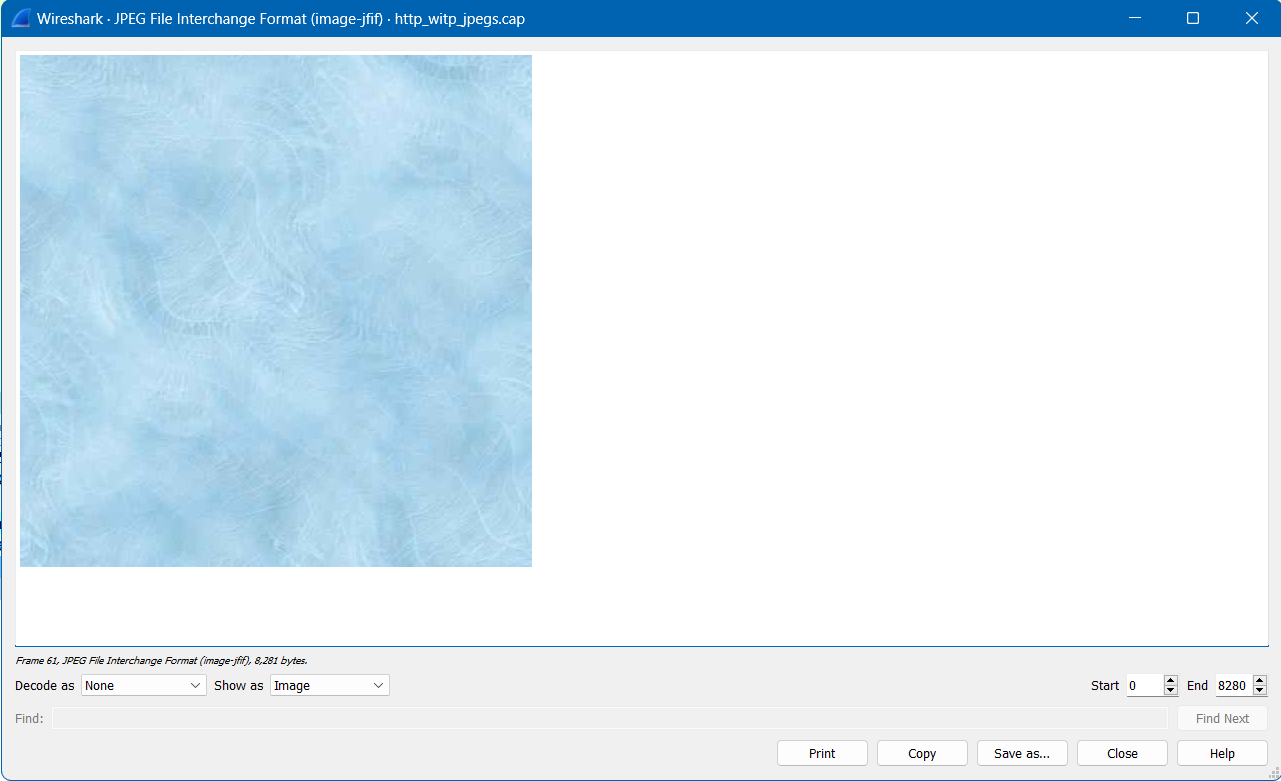 Wireshark · JPEG File Interchange Format (image-jfif) · http_witp_jpegs.cap
Frame 61, JPEG File Interchange Format (image-jfif), 8,281 bytes.
Decode as None Show as Image Start 0 End 8280
Find: Find Next
Print Copy Save as... Close Help